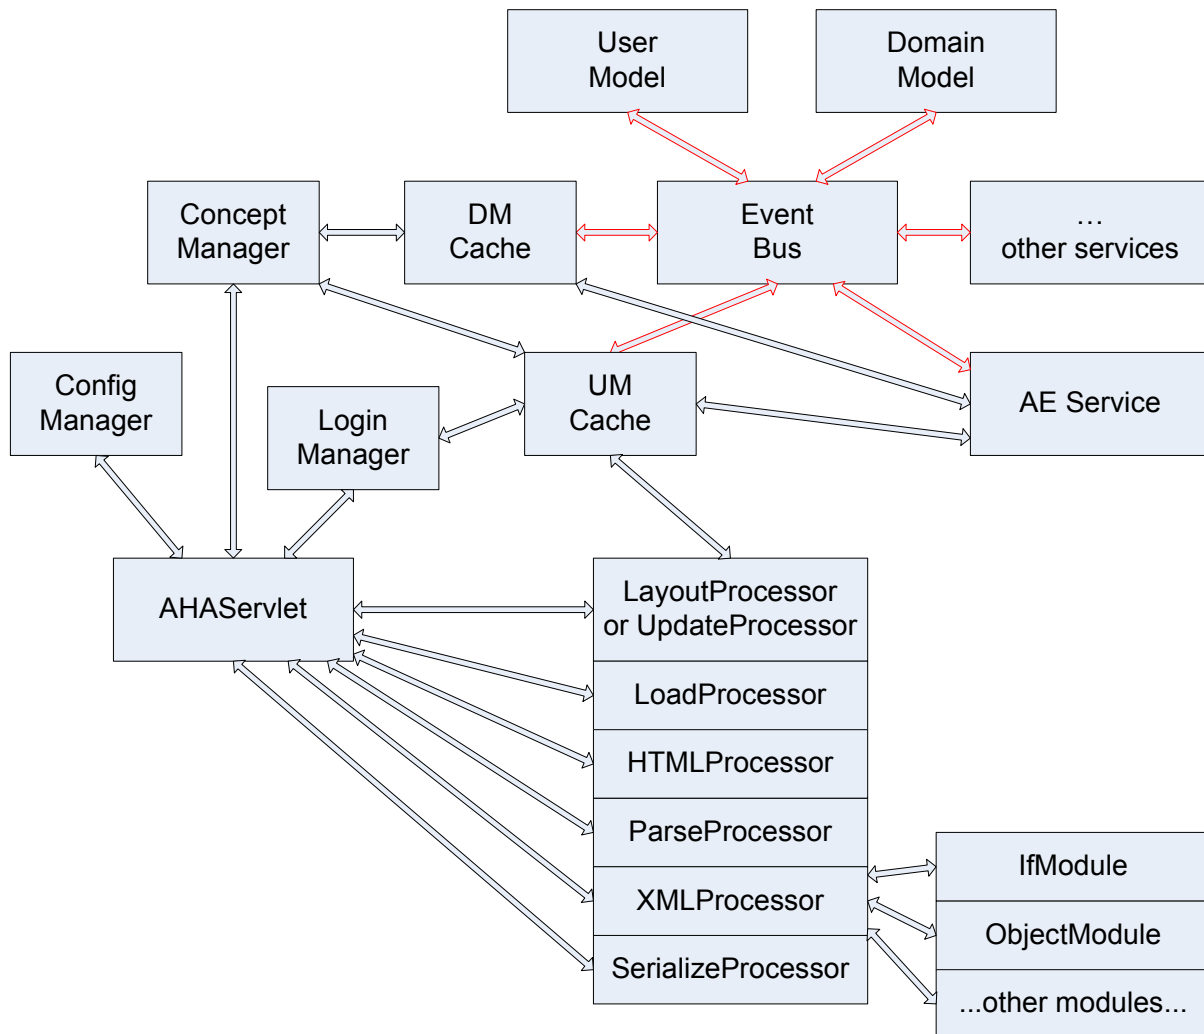 User
Model
Domain
Model
Concept
Manager
DM
Cache
Event
Bus
…
other services
Config
Manager
Login
Manager
UM
Cache
AE Service
AHAServlet
LayoutProcessor
or UpdateProcessor
LoadProcessor
HTMLProcessor
ParseProcessor
XMLProcessor
SerializeProcessor
IfModule
ObjectModule
...other modules...